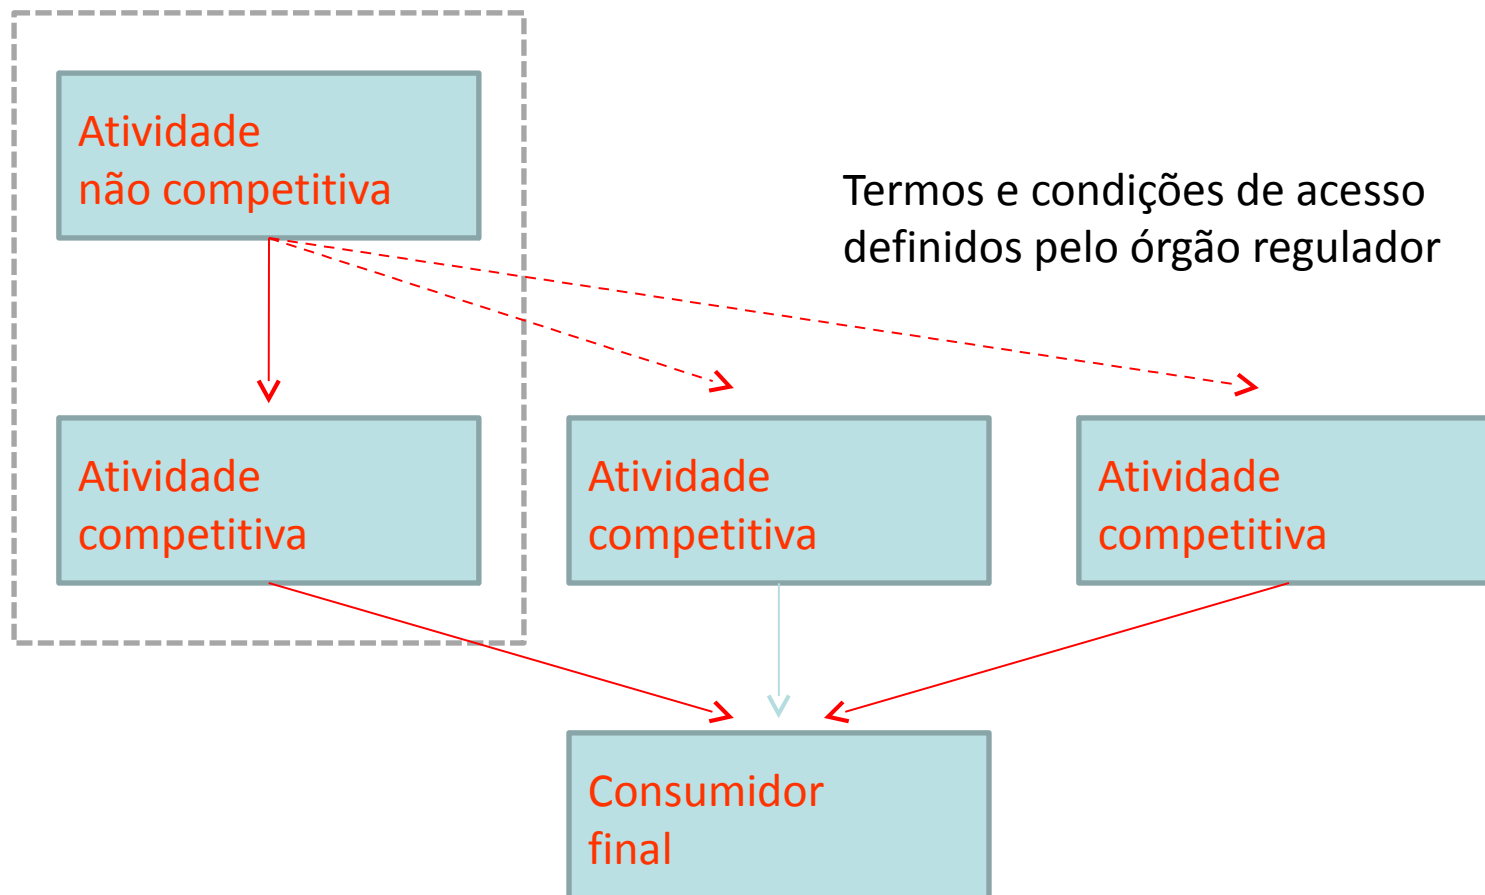 Atividade
não competitiva
Termos e condições de acesso
definidos pelo órgão regulador
Atividade
competitiva
Atividade
competitiva
Atividade
competitiva
Consumidor
final